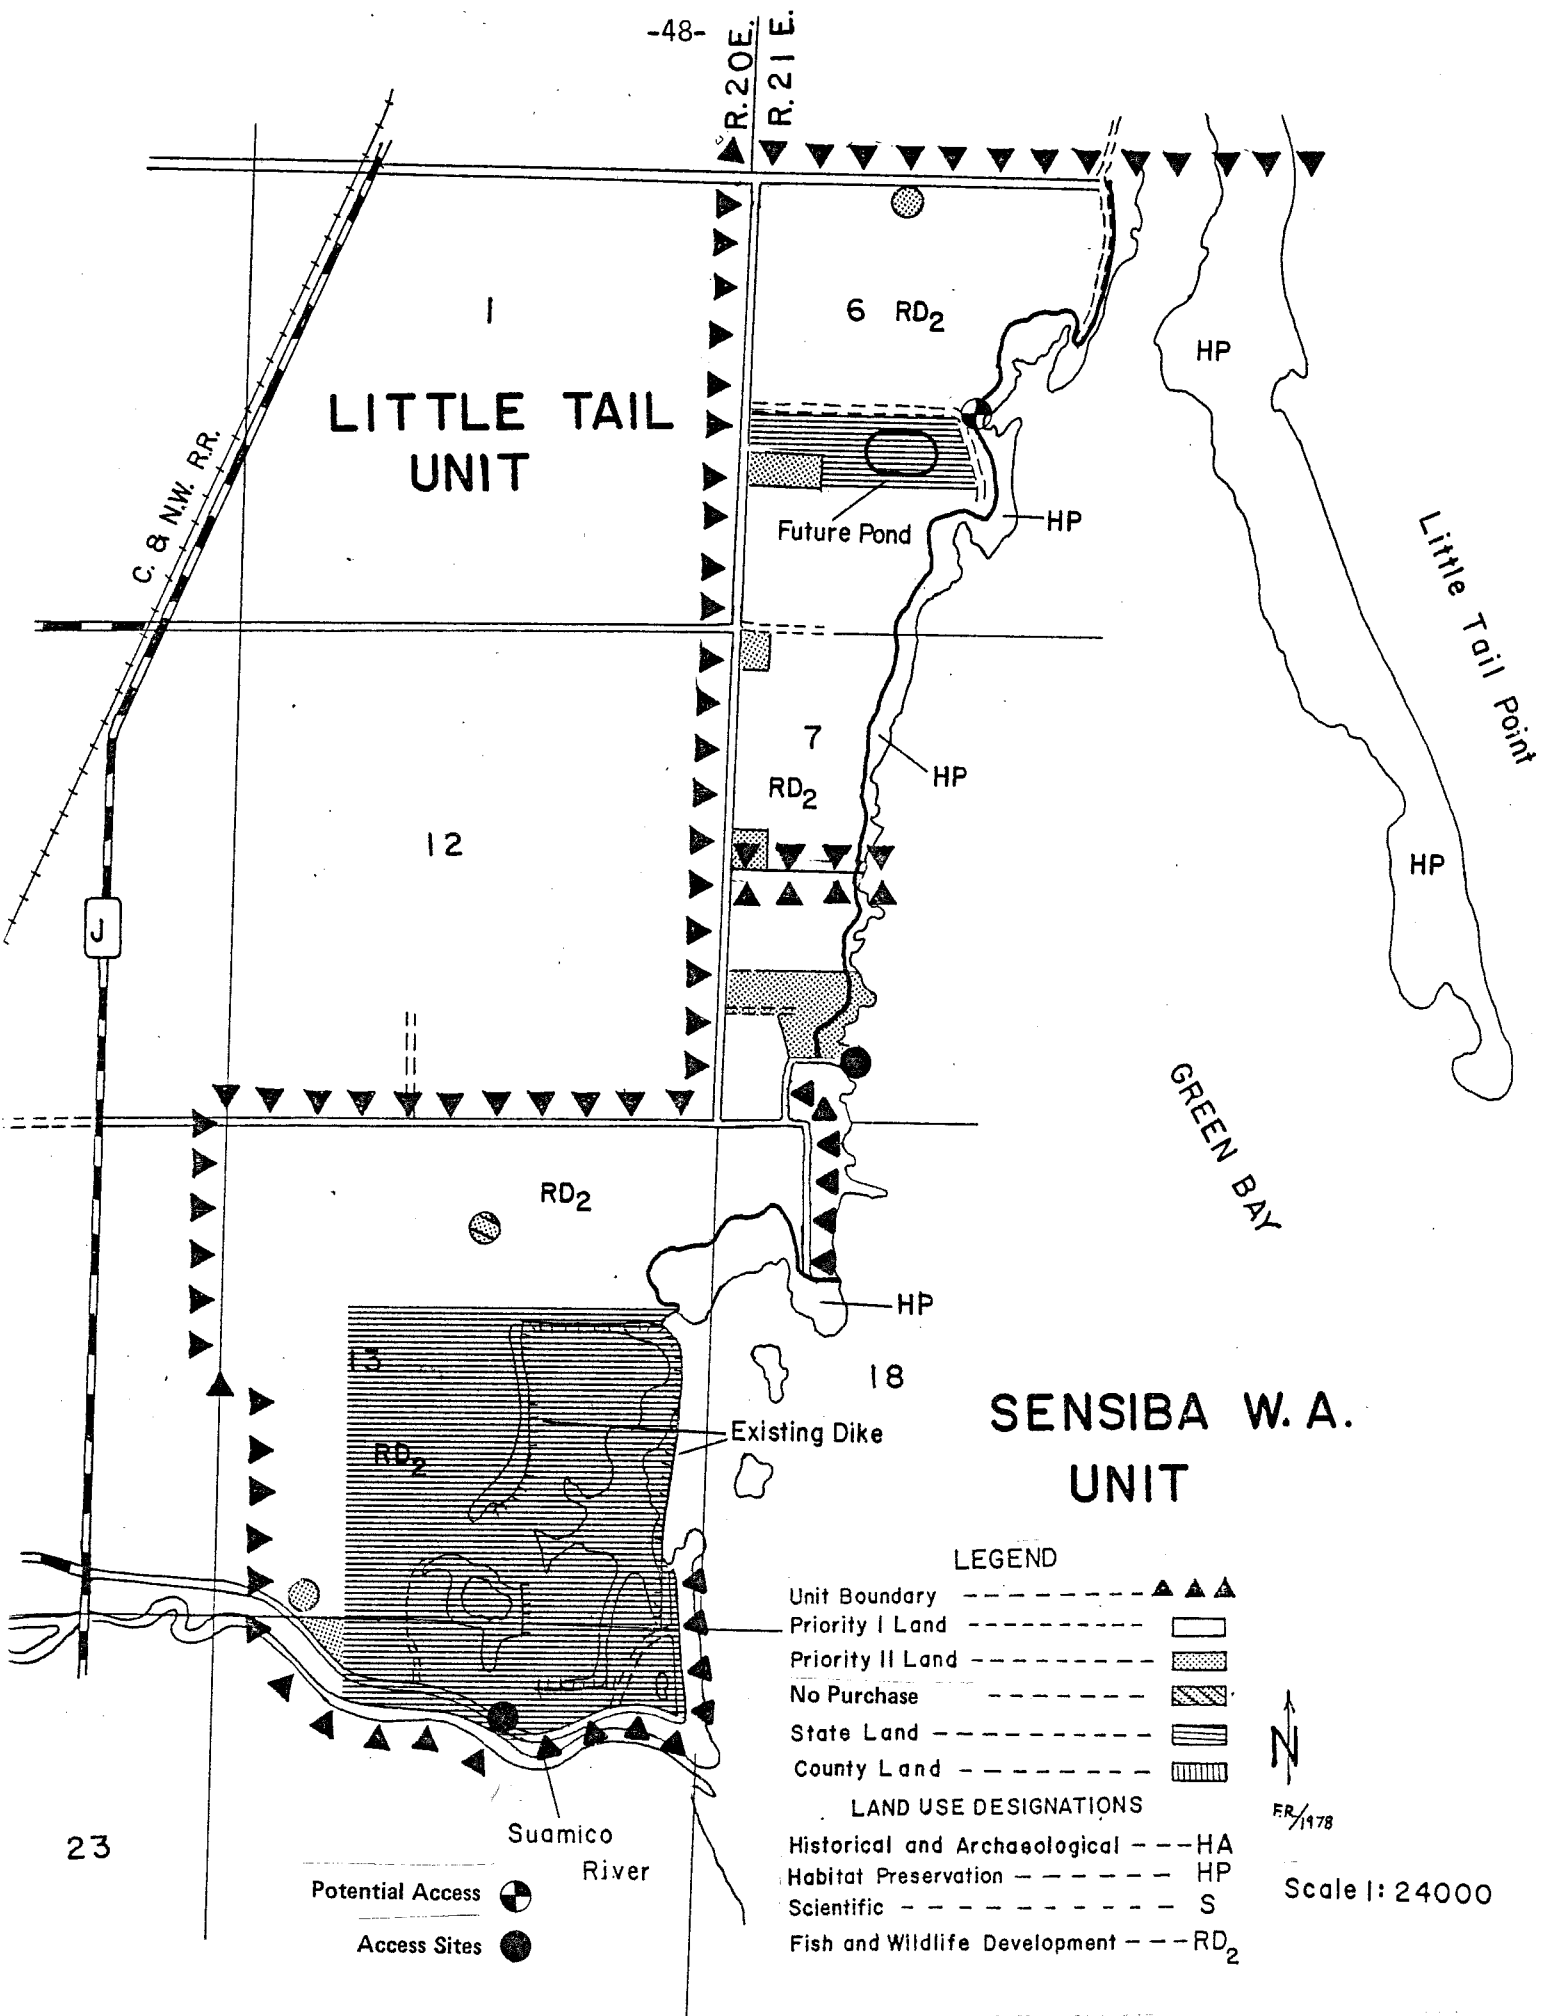 -48-
R.20E.
R.21E.
1
6 RD2
HP
LITTLE TAIL
UNIT
C. & N.W. R.R.
Future Pond
HP
Little Tail Point
7
RD2
HP
12
HP
J
GREEN BAY
RD2
HP
13
18
SENSIBA W.A.
UNIT
Existing Dike
RD2
LEGEND
Unit Boundary
Priority I Land
Priority II Land
No Purchase
State Land
County Land
N
F.R/1978
LAND USE DESIGNATIONS
Historical and Archaeological ---HA
Habitat Preservation ------ HP
Scientific ---------- S
Fish and Wildlife Development ---RD2
Scale 1:24000
23
Suamico
River
Potential Access
Access Sites